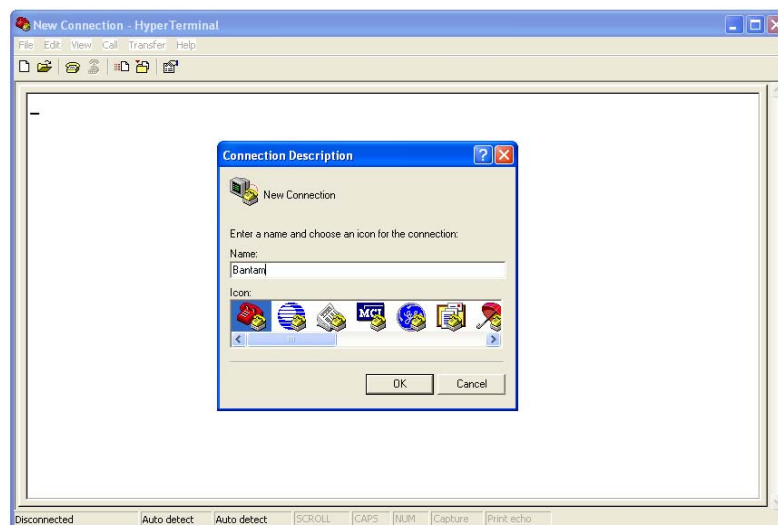 New Connection - HyperTerminal
File Edit View Call Transfer Help
Connection Description
New Connection
Enter a name and choose an icon for the connection:
Name:
Bantam
Icon:
MCI
OK Cancel
Disconnected Auto detect Auto detect SCROLL CAPS NUM Capture Print echo